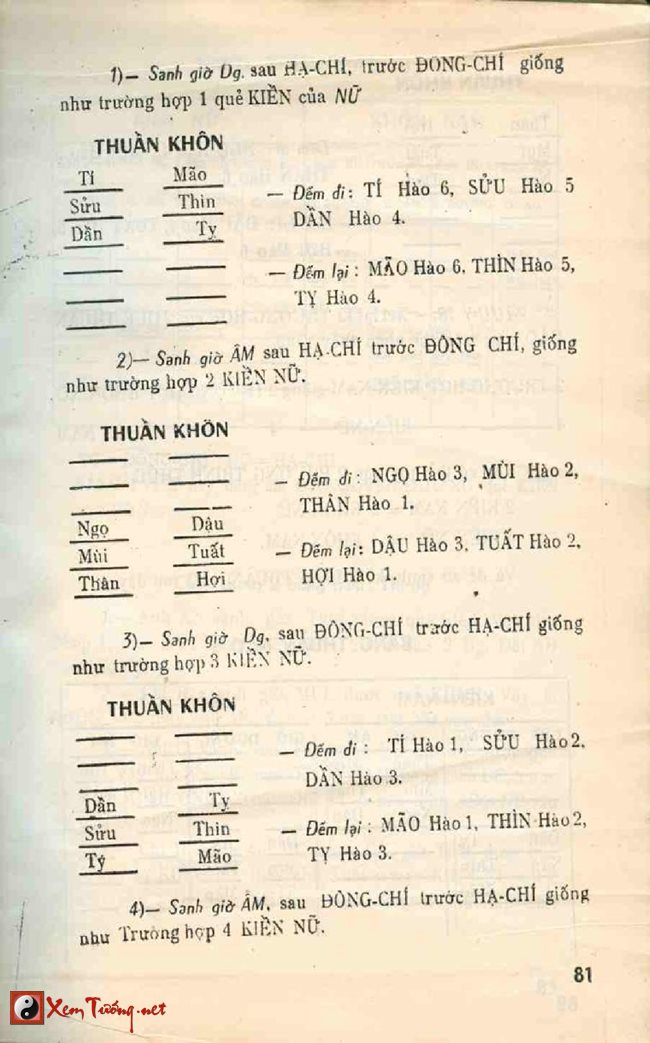 1)— Sanh giờ Dg. sau HẠ-CHÍ, trước ĐÔNG-CHÍ giống
như trường hợp 1 quẻ KIỀN của NỮ
THUẦN KHÔN
Tí Mão
Sửu Thìn
Dần Tỵ
— Đếm đi : TÍ Hào 6, SỬU Hào 5
DẦN Hào 4.
— Đếm lại : MÃO Hào 6, THÌN Hào 5,
TỴ Hào 4.
2)— Sanh giờ ÂM sau HẠ-CHÍ trước ĐÔNG CHÍ, giống
như trường hợp 2 KIỀN NỮ.
THUẦN KHÔN
Ngọ Dậu
Mùi Tuất
Thân Hợi
— Đếm đi : NGỌ Hào 3, MÙI Hào 2,
THÂN Hào 1.
— Đếm lại : DẬU Hào 3, TUẤT Hào 2,
HỢI Hào 1.
3)— Sanh giờ Dg, sau ĐÔNG-CHÍ trước HẠ-CHÍ giống
như trường hợp 3 KIỀN NỮ.
THUẦN KHÔN
Dần Tỵ
Sửu Thìn
Tý Mão
— Đếm đi : TÍ Hào 1, SỬU Hào 2,
DẦN Hào 3.
— Đếm lại : MÃO Hào 1, THÌN Hào 2,
TỴ Hào 3.
4)— Sanh giờ ÂM, sau ĐÔNG-CHÍ trước HẠ-CHÍ giống
như Trường hợp 4 KIỀN NỮ.
81
XemTướng.net